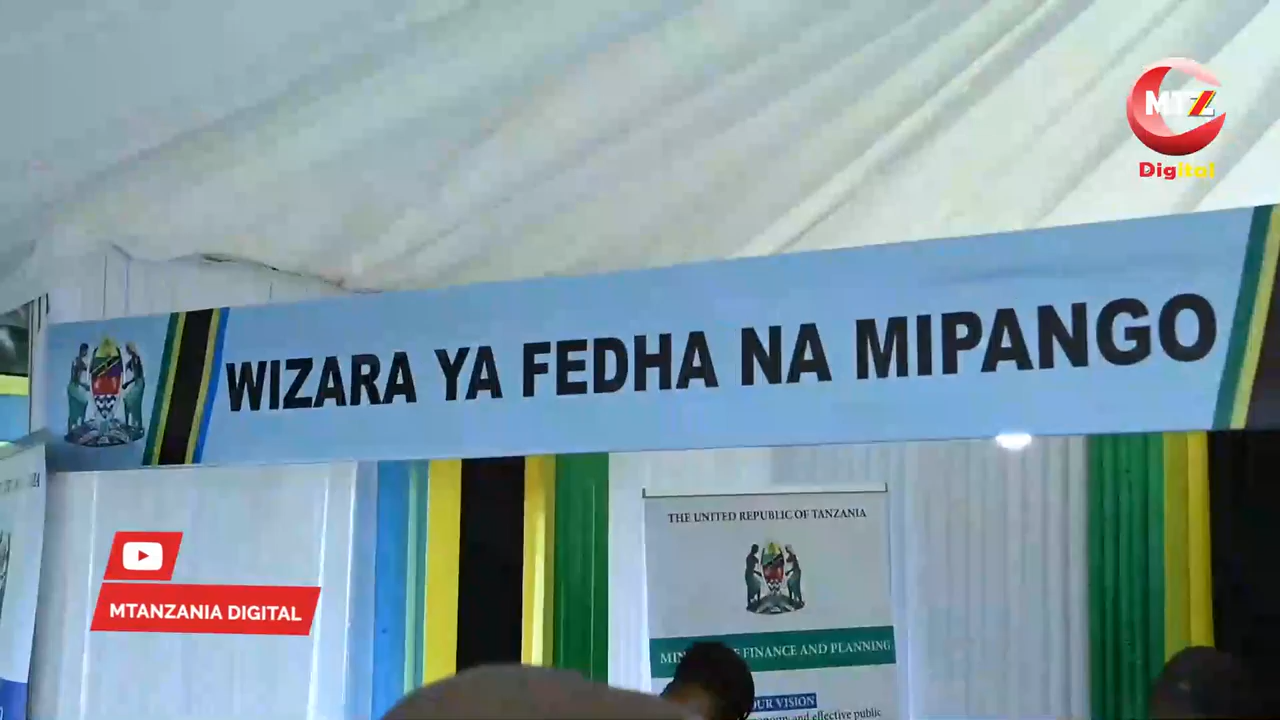 MTZ
Digital
WIZARA YA FEDHA NA MIPANGO
THE UNITED REPUBLIC OF TANZANIA
FINANCE AND PLANNING
MTANZANIA DIGITAL
OUR VISION
and effective public